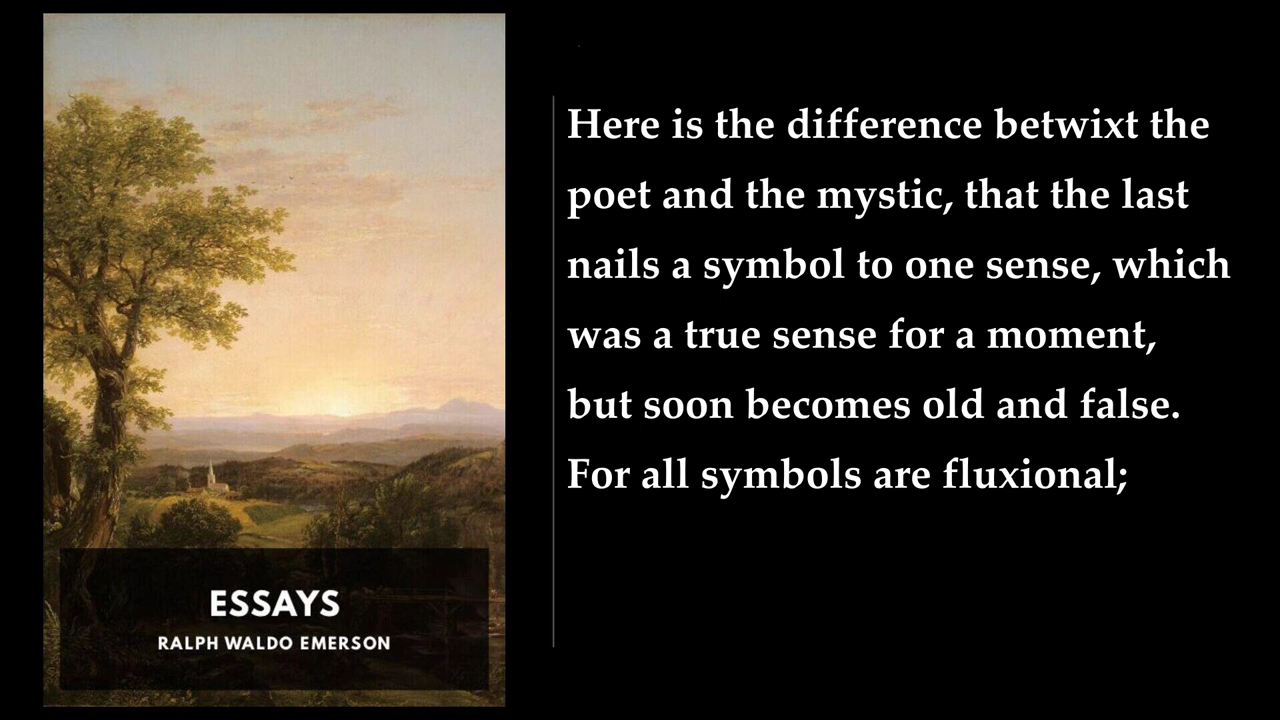 ESSAYS
RALPH WALDO EMERSON
Here is the difference betwixt the
poet and the mystic, that the last
nails a symbol to one sense, which
was a true sense for a moment,
but soon becomes old and false.
For all symbols are fluxional;